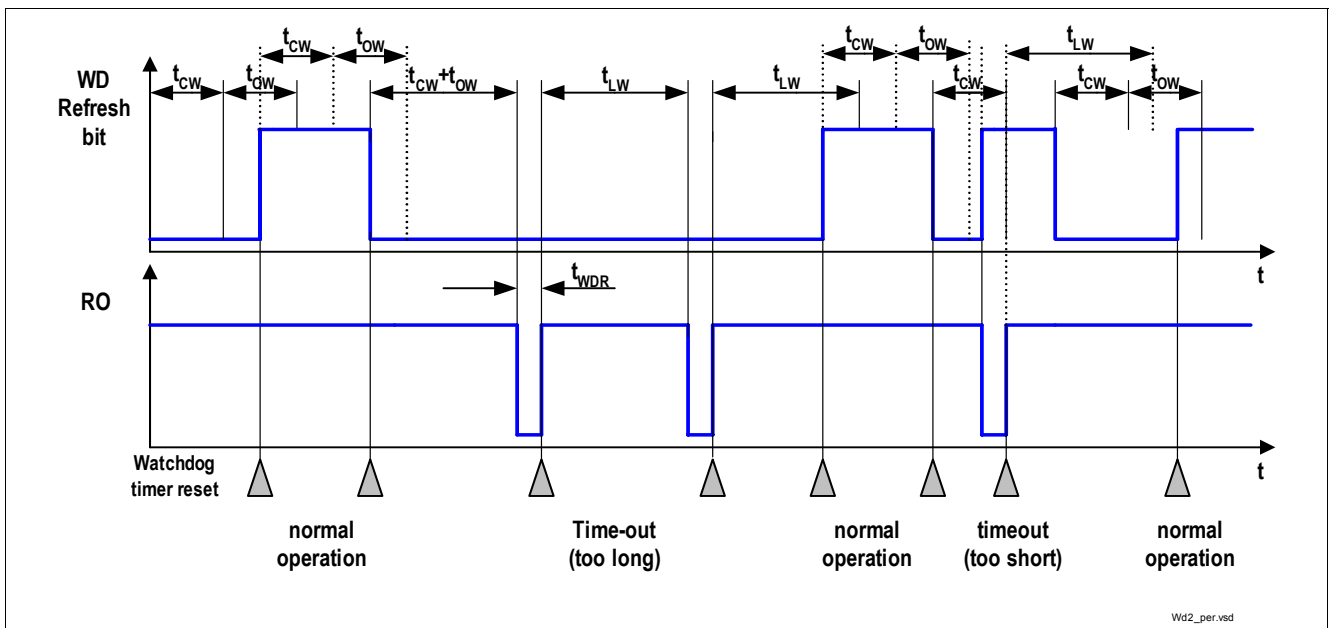 tCW tOW tCW tOW tLW
WD tCW tOW tCW+tOW tLW tLW tCW tCW tOW
Refresh
bit
t
RO tWDR
Watchdog
timer reset
t
normal
operation
Time-out
(too long)
normal
operation
timeout
(too short)
normal
operation
Wd2_per.vsd